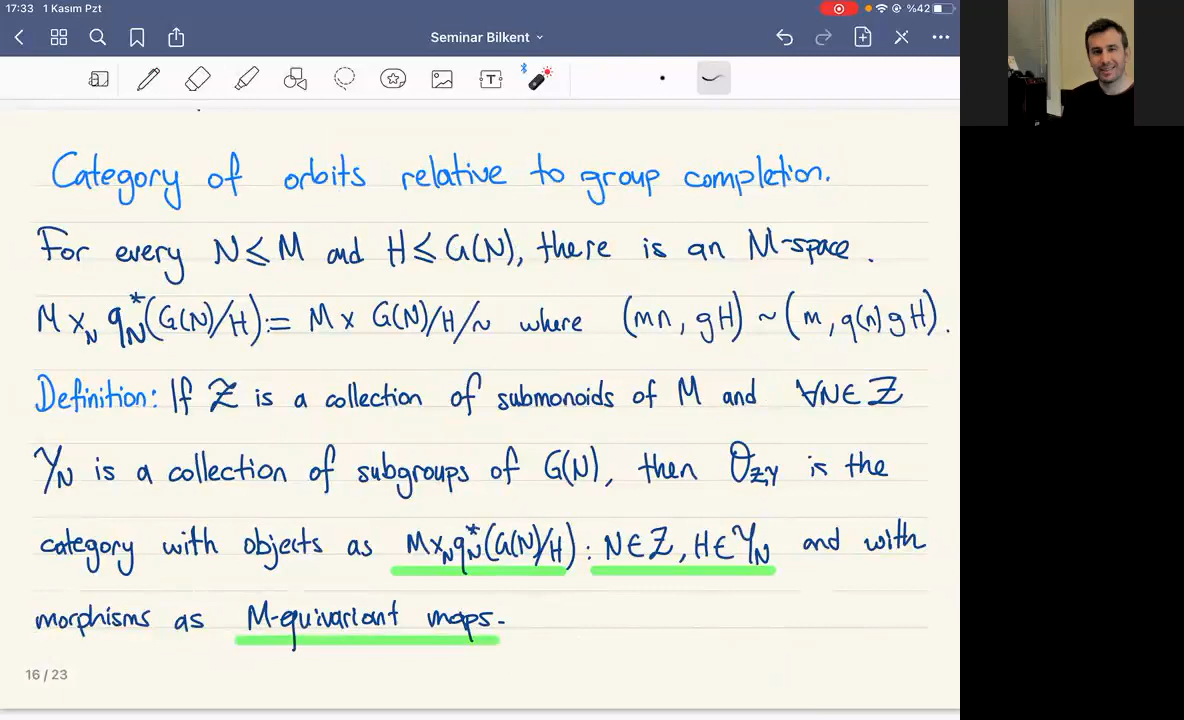 17:33 1 Kasım Pzt
%42
Seminar Bilkent
Category of orbits relative to group completion.
For every N ≤ M and H ≤ G(N), there is an M-space.
M ×_N q_N^*(G(N)/H) := M × G(N)/H/~ where (mn, gH) ~ (m, q(n)gH).
Definition: If Z is a collection of submonoids of M and ∀N∈Z
Y_N is a collection of subgroups of G(N), then O_{Z,Y} is the
category with objects as M×_N q_N^*(G(N)/H) : N∈Z, H∈Y_N and with
morphisms as M-equivariant maps.
16 / 23